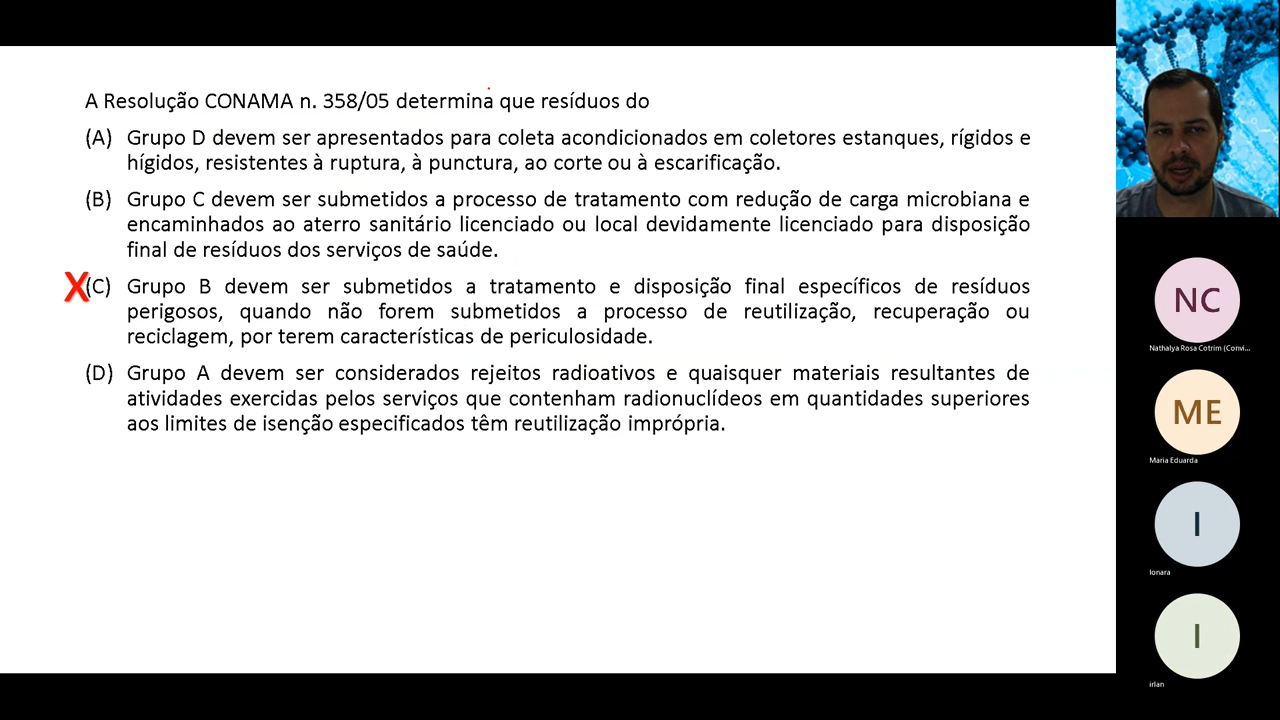 A Resolução CONAMA n. 358/05 determina que resíduos do
(A) Grupo D devem ser apresentados para coleta acondicionados em coletores estanques, rígidos e
hígidos, resistentes à ruptura, à punctura, ao corte ou à escarificação.
(B) Grupo C devem ser submetidos a processo de tratamento com redução de carga microbiana e
encaminhados ao aterro sanitário licenciado ou local devidamente licenciado para disposição
final de resíduos dos serviços de saúde.
X(C) Grupo B devem ser submetidos a tratamento e disposição final específicos de resíduos
perigosos, quando não forem submetidos a processo de reutilização, recuperação ou
reciclagem, por terem características de periculosidade.
(D) Grupo A devem ser considerados rejeitos radioativos e quaisquer materiais resultantes de
atividades exercidas pelos serviços que contenham radionuclídeos em quantidades superiores
aos limites de isenção especificados têm reutilização imprópria.
NC
Nathalya Rosa Cotrim (Convi...
ME
Maria Eduarda
I
Ionara
I
irlan